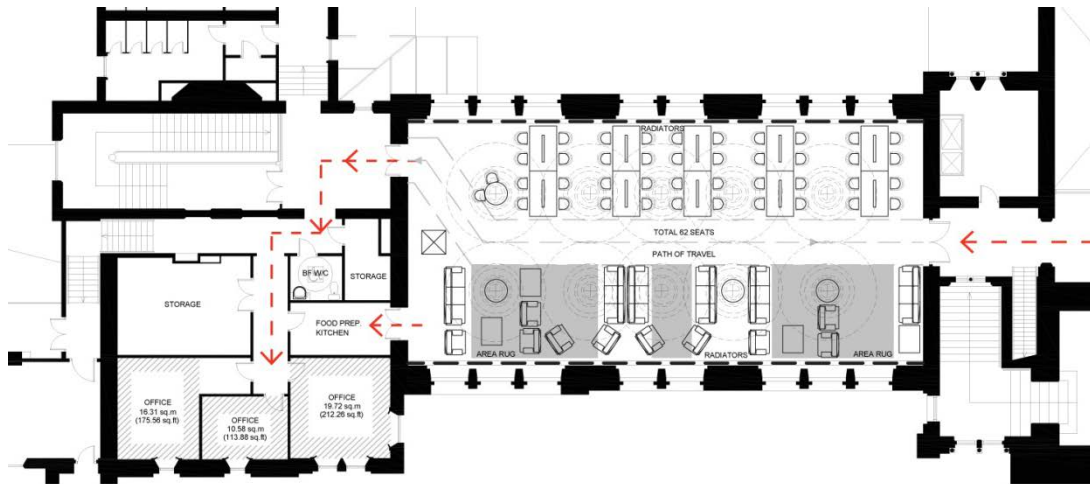 RADIATORS
TOTAL 62 SEATS
PATH OF TRAVEL
BF W/C
STORAGE
STORAGE
FOOD PREP.
KITCHEN
AREA RUG
RADIATORS
AREA RUG
OFFICE
16.31 sq.m
(175.56 sq.ft)
OFFICE
10.58 sq.m
(113.88 sq.ft)
OFFICE
19.72 sq.m
(212.26 sq.ft)